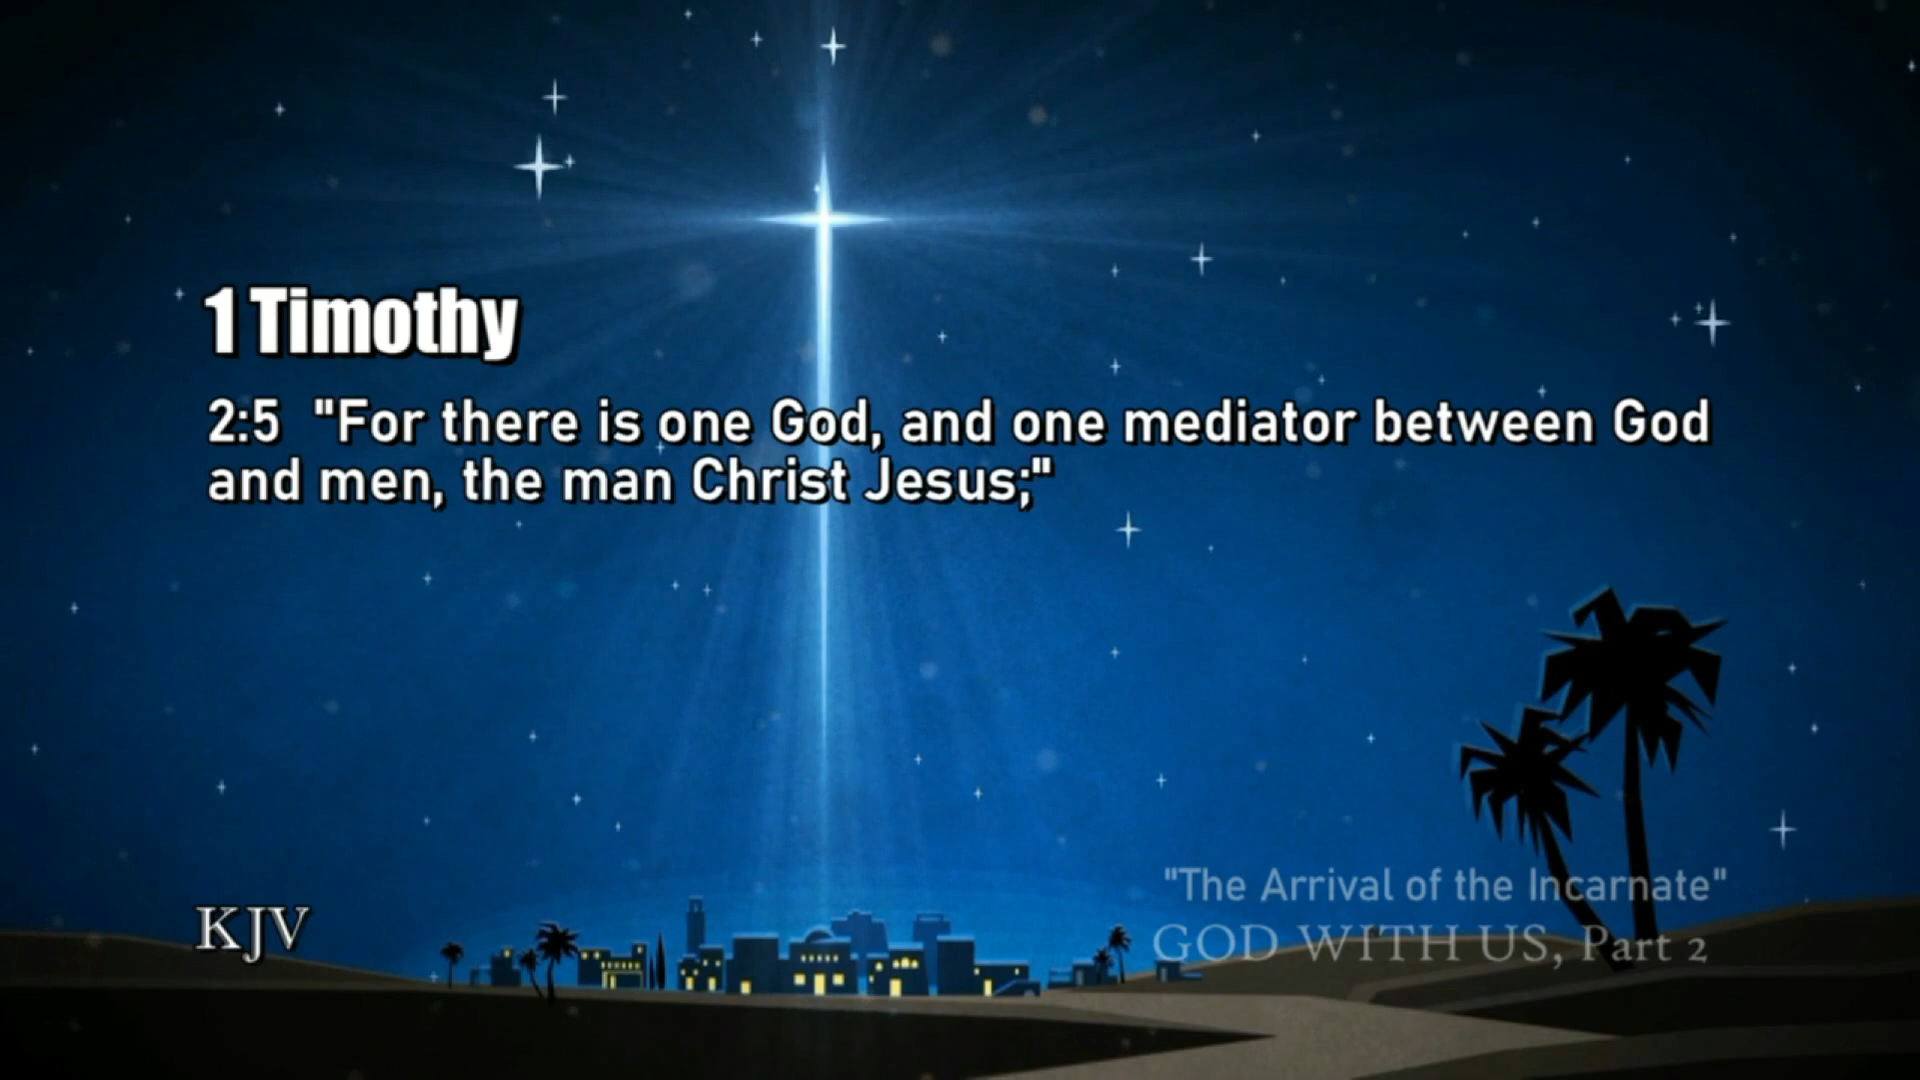 1 Timothy
2:5 "For there is one God, and one mediator between God
and men, the man Christ Jesus;"
KJV
"The Arrival of the Incarnate"
GOD WITH US, Part 2